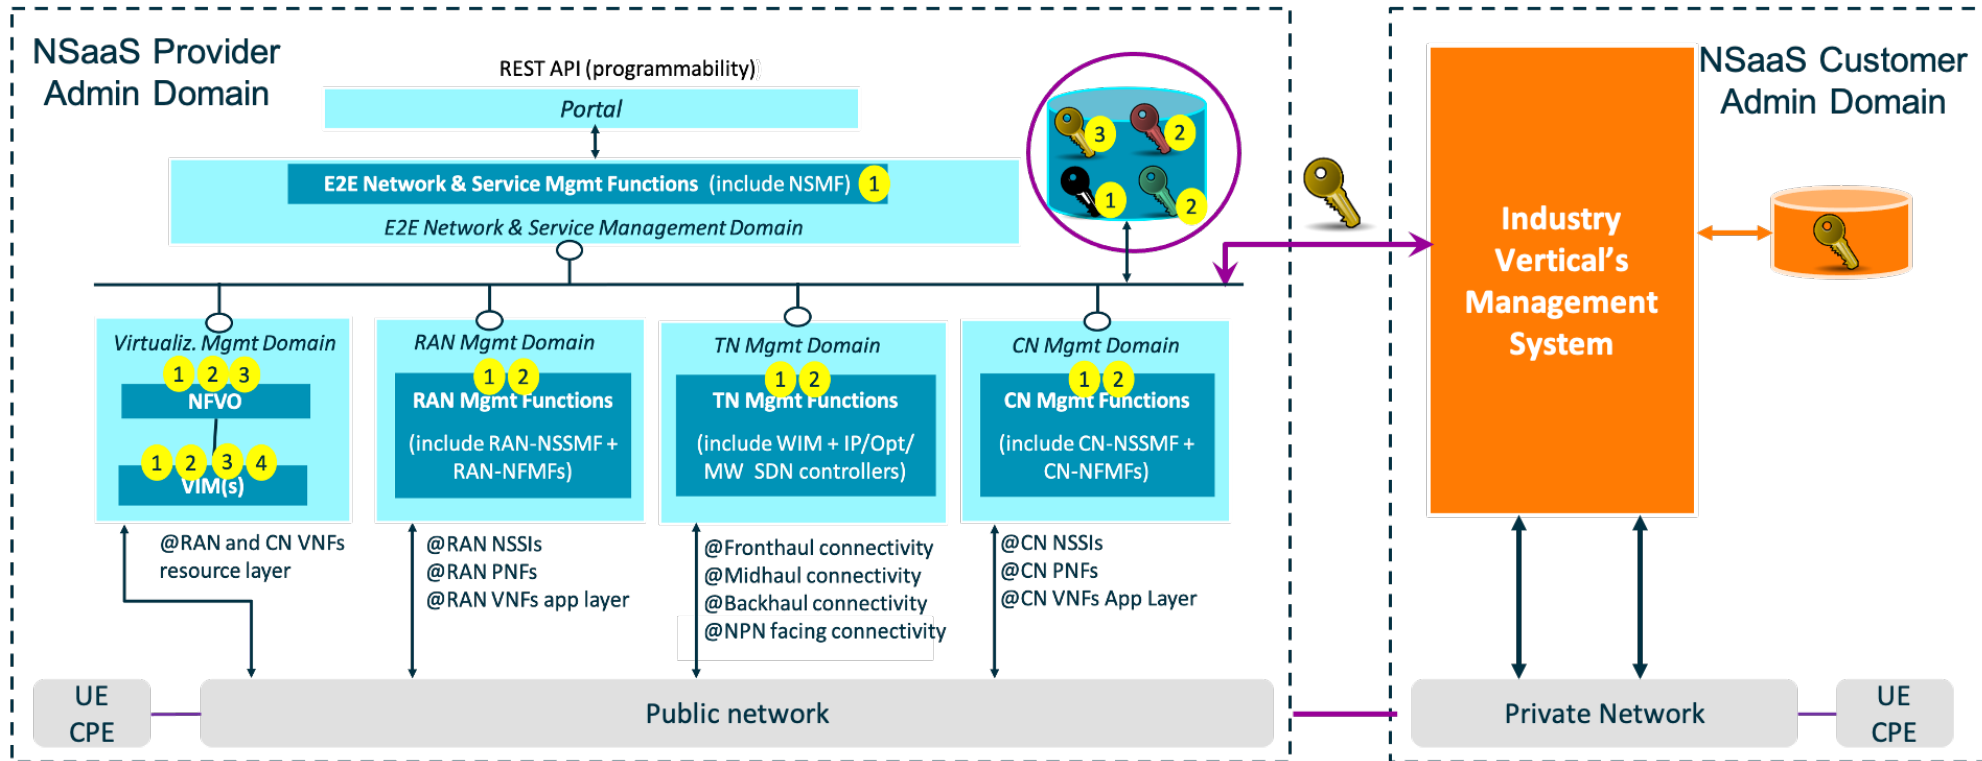 NSaaS Provider
Admin Domain
REST API (programmability)
Portal
E2E Network & Service Mgmt Functions (include NSMF) 1
E2E Network & Service Management Domain
3 2
1 2
NSaaS Customer
Admin Domain
Industry
Vertical's
Management
System
Virtualiz. Mgmt Domain
1 2 3
NFVO
1 2 3 4
VIM(s)
RAN Mgmt Domain
1 2
RAN Mgmt Functions
(include RAN-NSSMF +
RAN-NFMFs)
TN Mgmt Domain
1 2
TN Mgmt Functions
(include WIM + IP/Opt/
MW SDN controllers)
CN Mgmt Domain
1 2
CN Mgmt Functions
(include CN-NSSMF +
CN-NFMFs)
@RAN and CN VNFs
resource layer
@RAN NSSIs
@RAN PNFs
@RAN VNFs app layer
@Fronthaul connectivity
@Midhaul connectivity
@Backhaul connectivity
@NPN facing connectivity
@CN NSSIs
@CN PNFs
@CN VNFs App Layer
UE
CPE
Public network
Private Network
UE
CPE